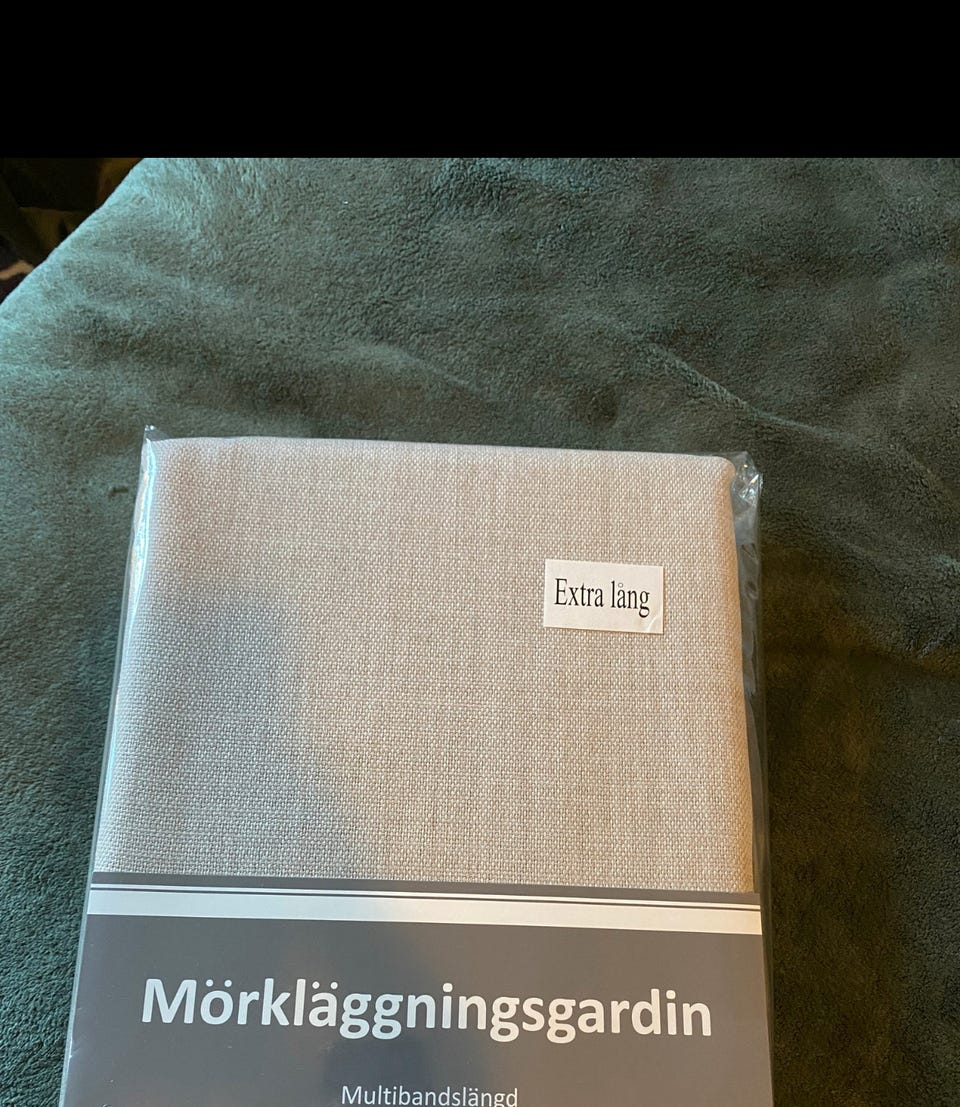 Extra lång
Mörkläggningsgardin
Multibandslängd